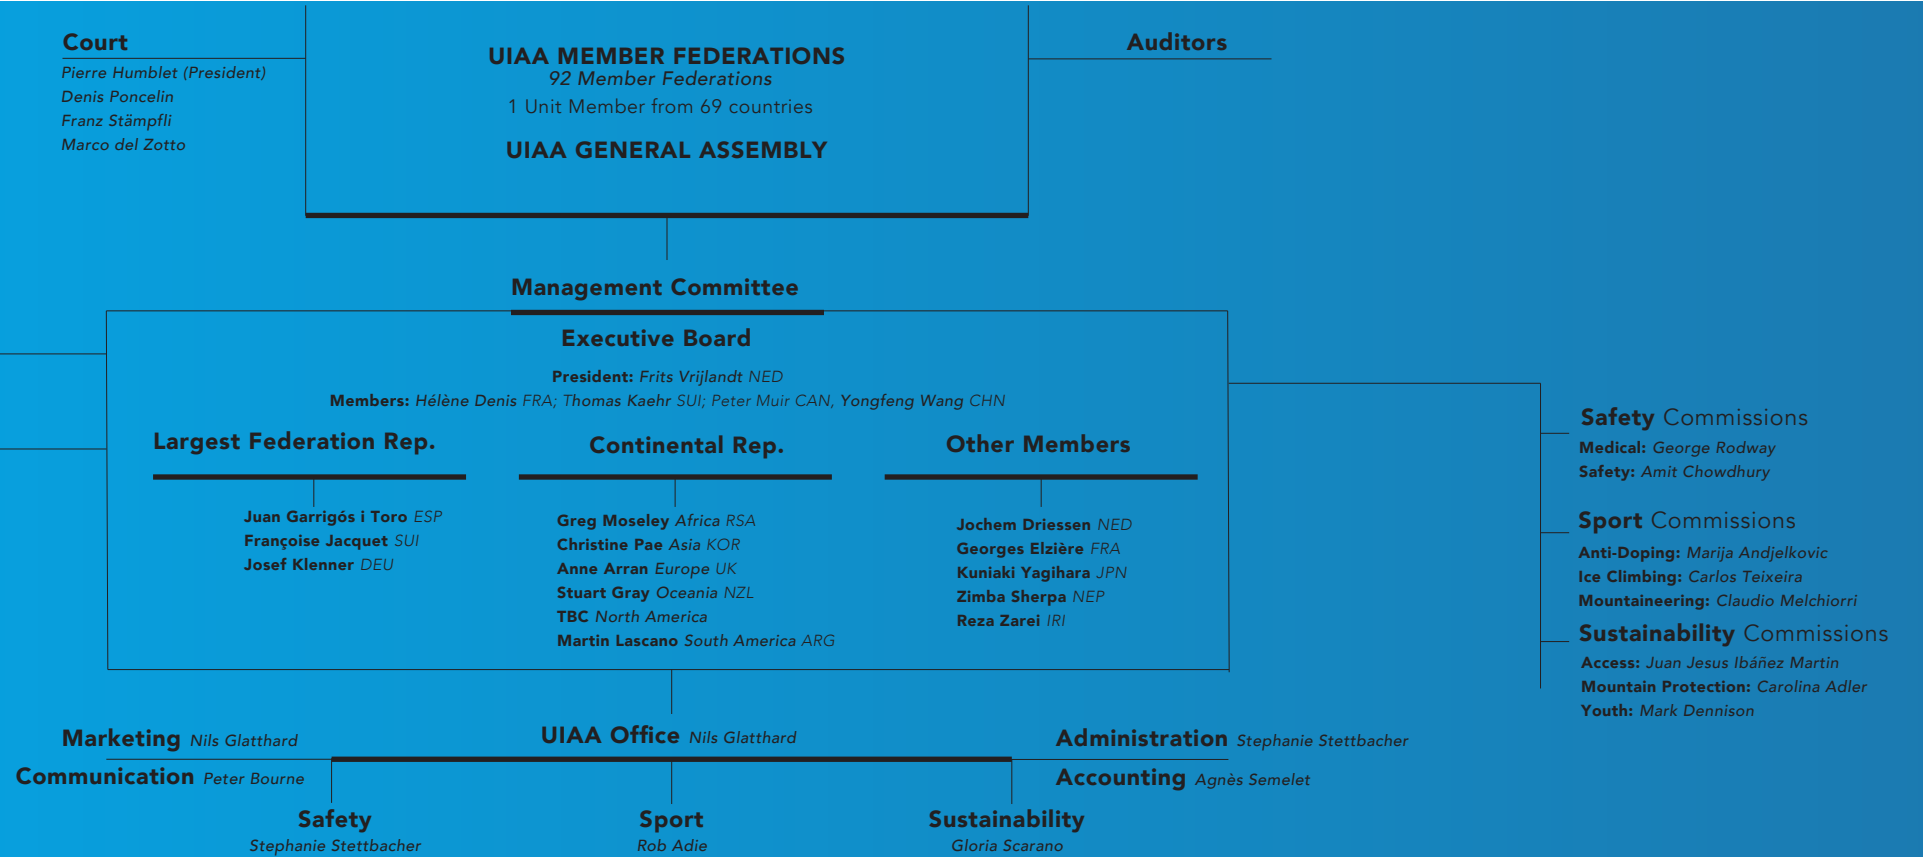 Court
Pierre Humblet (President)
Denis Poncelin
Franz Stämpfli
Marco del Zotto
UIAA MEMBER FEDERATIONS
92 Member Federations
1 Unit Member from 69 countries
UIAA GENERAL ASSEMBLY
Auditors
Management Committee
Executive Board
President: Frits Vrijlandt NED
Members: Hélène Denis FRA; Thomas Kaehr SUI; Peter Muir CAN, Yongfeng Wang CHN
Largest Federation Rep.
Juan Garrigós i Toro ESP
Françoise Jacquet SUI
Josef Klenner DEU
Continental Rep.
Greg Moseley Africa RSA
Christine Pae Asia KOR
Anne Arran Europe UK
Stuart Gray Oceania NZL
TBC North America
Martin Lascano South America ARG
Other Members
Jochem Driessen NED
Georges Elzière FRA
Kuniaki Yagihara JPN
Zimba Sherpa NEP
Reza Zarei IRI
Safety Commissions
Medical: George Rodway
Safety: Amit Chowdhury
Sport Commissions
Anti-Doping: Marija Andjelkovic
Ice Climbing: Carlos Teixeira
Mountaineering: Claudio Melchiorri
Sustainability Commissions
Access: Juan Jesus Ibáñez Martin
Mountain Protection: Carolina Adler
Youth: Mark Dennison
Marketing Nils Glatthard
Communication Peter Bourne
UIAA Office Nils Glatthard
Administration Stephanie Stettbacher
Accounting Agnès Semelet
Safety
Stephanie Stettbacher
Sport
Rob Adie
Sustainability
Gloria Scarano